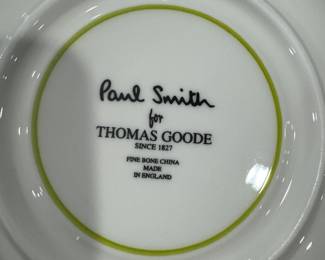 Paul Smith
for
THOMAS GOODE
SINCE 1827
FINE BONE CHINA
MADE
IN ENGLAND